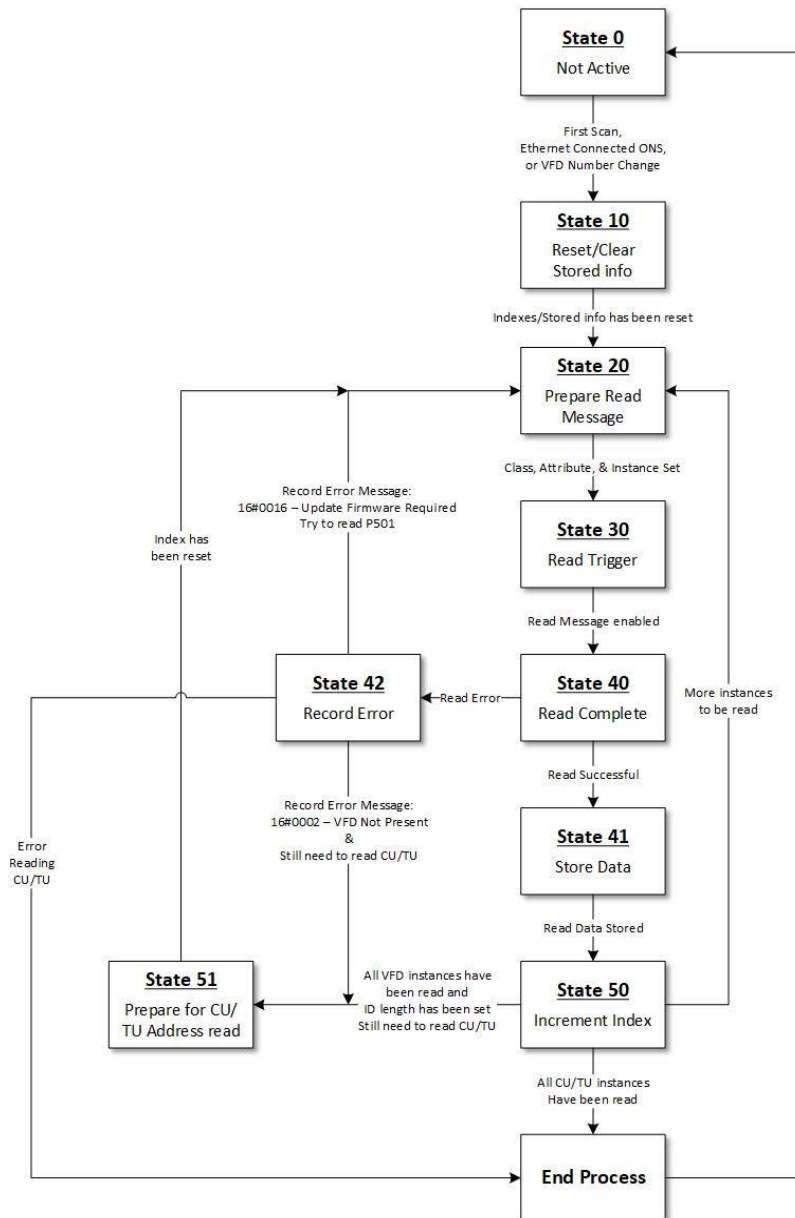 State 0
Not Active
First Scan,
Ethernet Connected ONS,
or VFD Number Change
State 10
Reset/Clear
Stored info
Indexes/Stored info has been reset
State 20
Prepare Read
Message
Class, Attribute, & Instance Set
Record Error Message:
16#0016 – Update Firmware Required
Try to read P501
Index has
been reset
State 30
Read Trigger
Read Message enabled
State 42
Record Error
Read Error
State 40
Read Complete
More instances
to be read
Read Successful
Record Error Message:
16#0002 – VFD Not Present
&
Still need to read CU/TU
Error
Reading
CU/TU
State 41
Store Data
Read Data Stored
State 51
Prepare for CU/
TU Address read
All VFD instances have
been read and
ID length has been set
Still need to read CU/TU
State 50
Increment Index
All CU/TU instances
Have been read
End Process